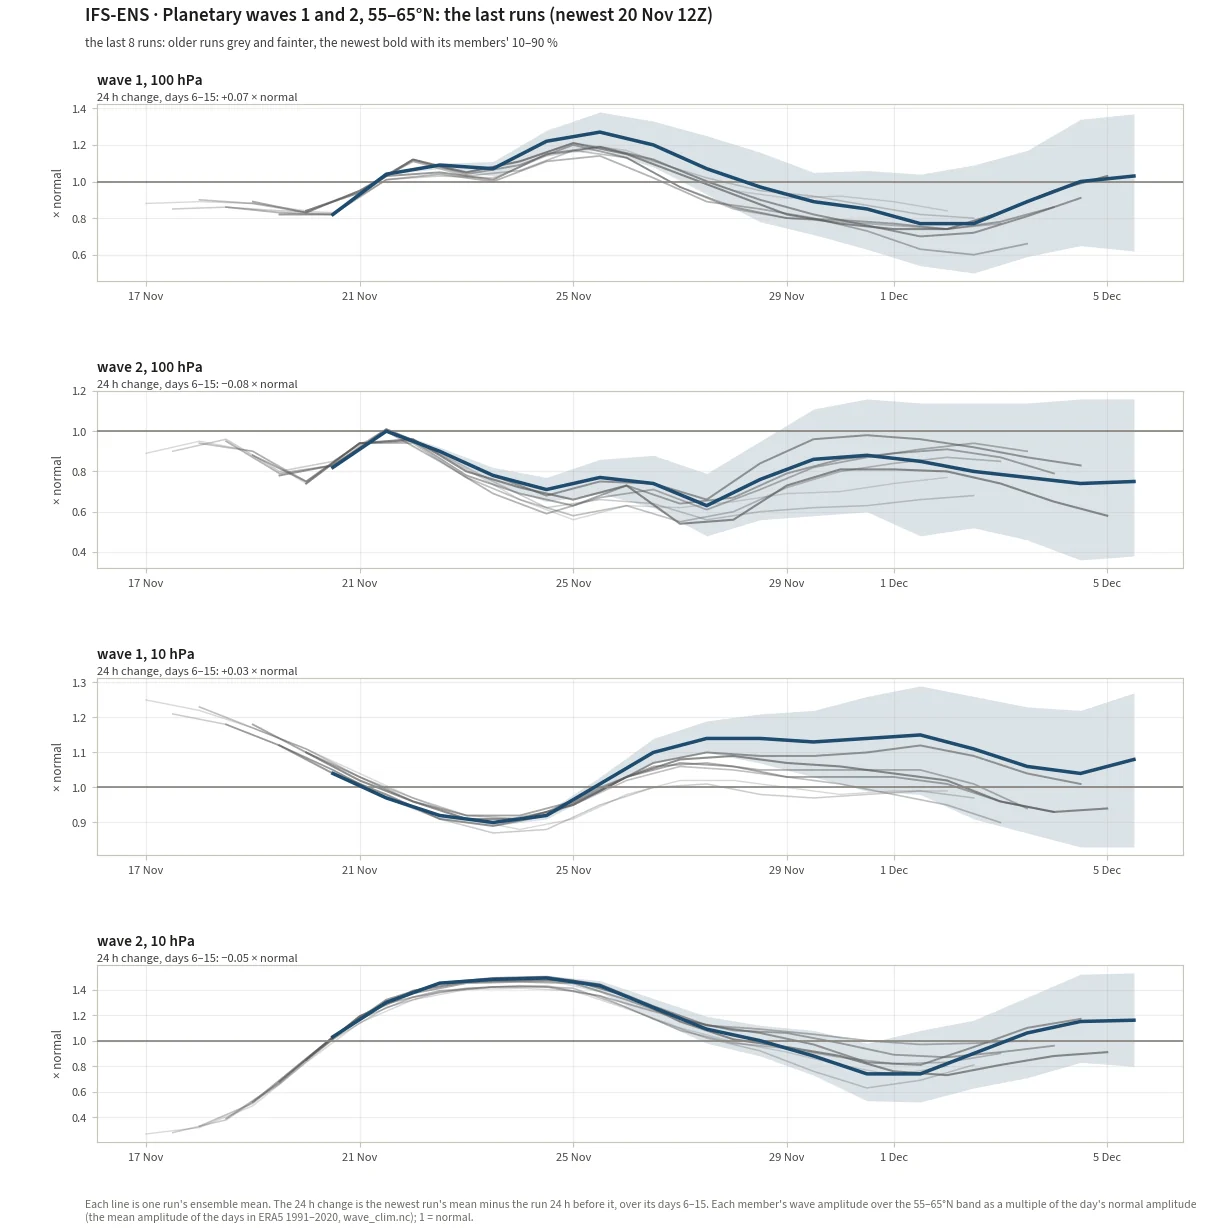 IFS-ENS · Planetary waves 1 and 2, 55–65°N: the last runs (newest 20 Nov 12Z)
the last 8 runs: older runs grey and fainter, the newest bold with its members' 10–90 %
wave 1, 100 hPa
24 h change, days 6–15: +0.07 × normal
1.4
1.2
1.0
0.8
0.6
× normal
17 Nov
21 Nov
25 Nov
29 Nov
1 Dec
5 Dec
wave 2, 100 hPa
24 h change, days 6–15: −0.08 × normal
1.2
1.0
0.8
0.6
0.4
× normal
17 Nov
21 Nov
25 Nov
29 Nov
1 Dec
5 Dec
wave 1, 10 hPa
24 h change, days 6–15: +0.03 × normal
1.3
1.2
1.1
1.0
0.9
× normal
17 Nov
21 Nov
25 Nov
29 Nov
1 Dec
5 Dec
wave 2, 10 hPa
24 h change, days 6–15: −0.05 × normal
1.4
1.2
1.0
0.8
0.6
0.4
× normal
17 Nov
21 Nov
25 Nov
29 Nov
1 Dec
5 Dec
Each line is one run's ensemble mean. The 24 h change is the newest run's mean minus the run 24 h before it, over its days 6–15. Each member's wave amplitude over the 55–65°N band as a multiple of the day's normal amplitude
(the mean amplitude of the days in ERA5 1991–2020, wave_clim.nc); 1 = normal.